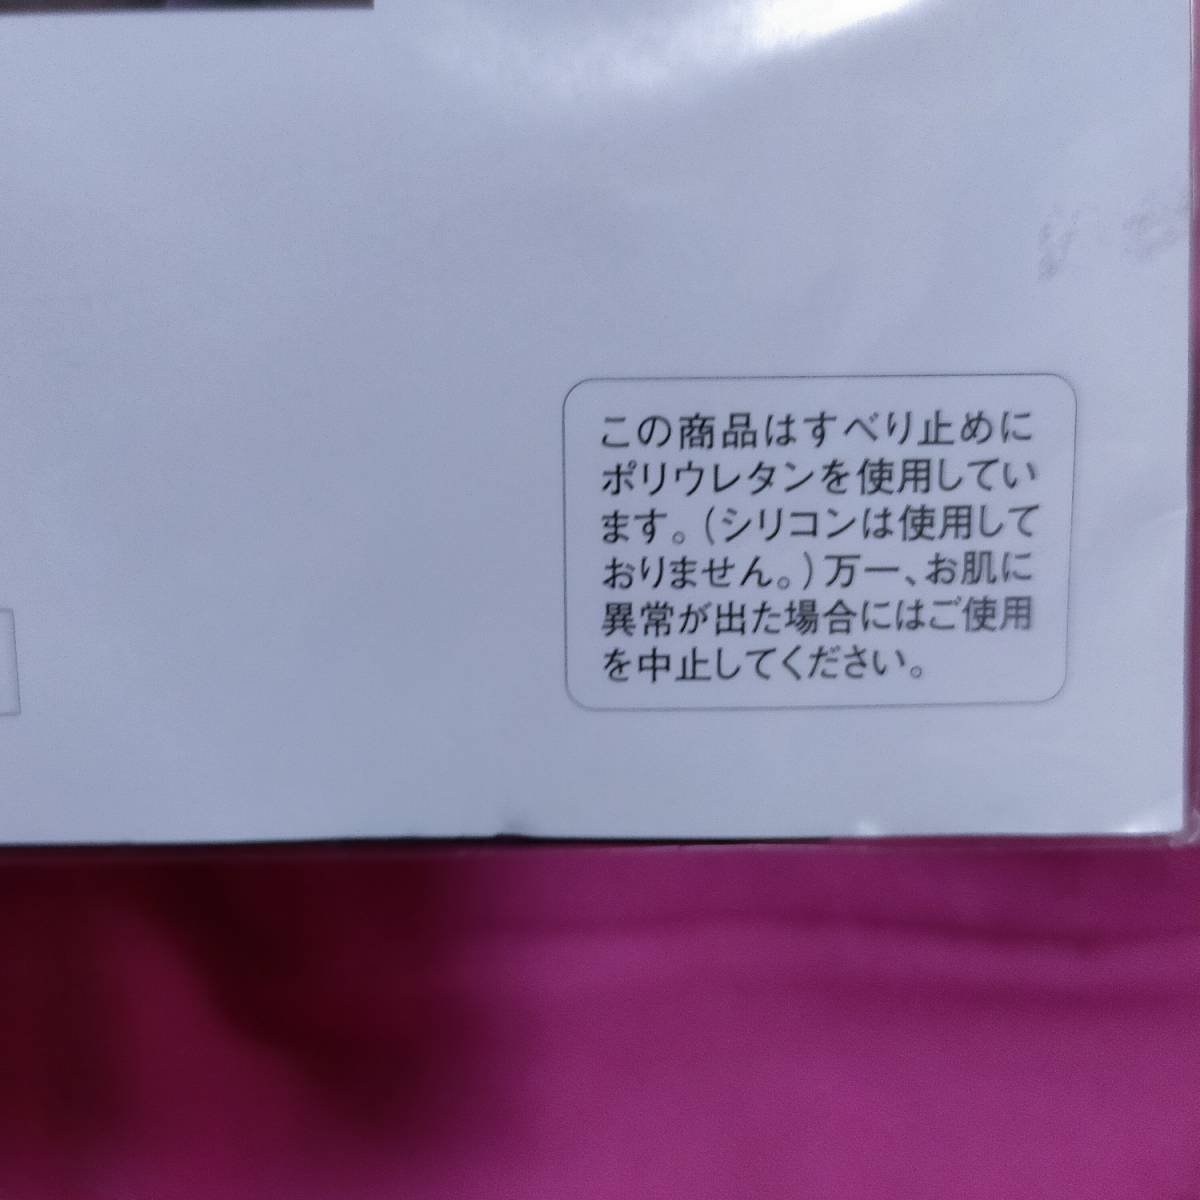 この商品はすべり止めに
ポリウレタンを使用してい
ます。(シリコンは使用して
おりません。)万一、お肌に
異常が出た場合にはご使用
を中止してください。